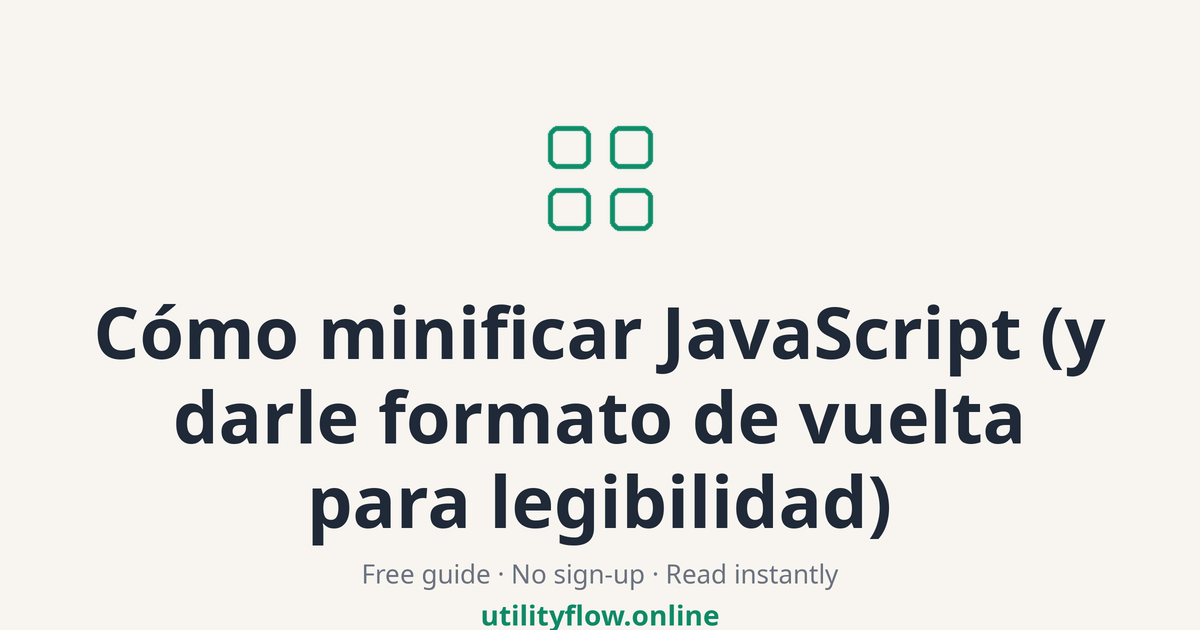 Cómo minificar JavaScript (y
darle formato de vuelta
para legibilidad)
Free guide · No sign-up · Read instantly
utilityflow.online